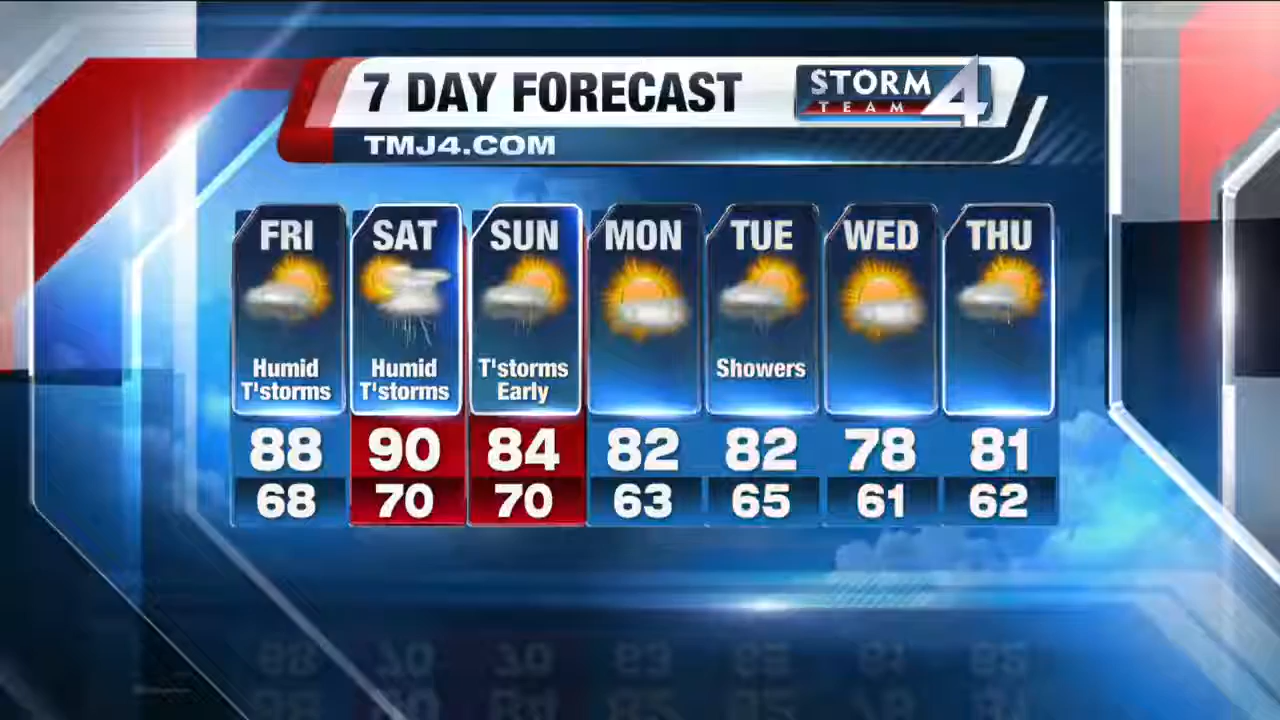 7 DAY FORECAST
STORM 4
TEAM
TMJ4.COM
FRI SAT SUN MON TUE WED THU
Humid T'storms
Humid T'storms
T'storms Early
Showers
88 90 84 82 82 78 81
68 70 70 63 65 61 62